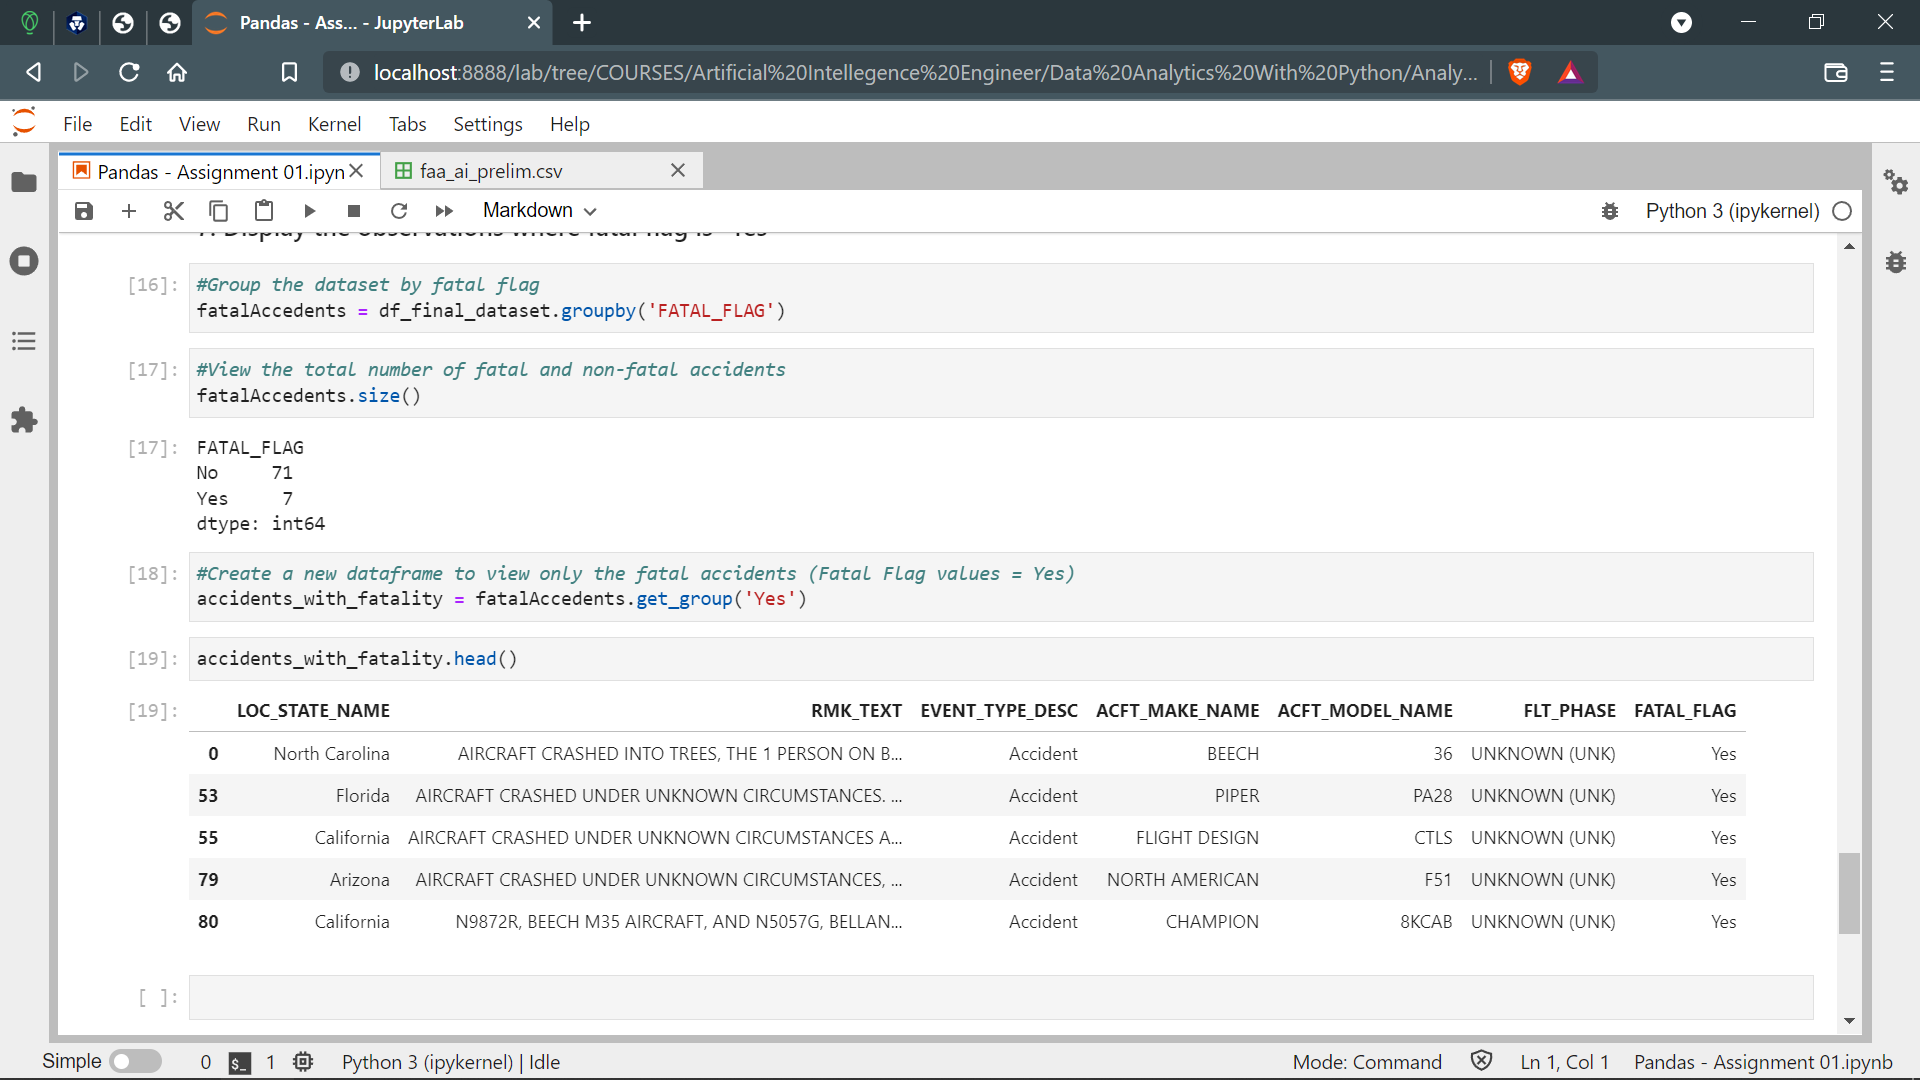 Pandas - Ass... - JupyterLab
localhost:8888/lab/tree/COURSES/Artificial%20Intellegence%20Engineer/Data%20Analytics%20With%20Python/Analy...
File Edit View Run Kernel Tabs Settings Help
Pandas - Assignment 01.ipyn
faa_ai_prelim.csv
Markdown
Python 3 (ipykernel)
7. Display the observations where fatal flag is "Yes"
[16]:
#Group the dataset by fatal flag
fatalAccedents = df_final_dataset.groupby('FATAL_FLAG')
[17]:
#View the total number of fatal and non-fatal accidents
fatalAccedents.size()
[17]:
FATAL_FLAG
No 71
Yes 7
dtype: int64
[18]:
#Create a new dataframe to view only the fatal accidents (Fatal Flag values = Yes)
accidents_with_fatality = fatalAccedents.get_group('Yes')
[19]:
accidents_with_fatality.head()
[19]:
LOC_STATE_NAME RMK_TEXT EVENT_TYPE_DESC ACFT_MAKE_NAME ACFT_MODEL_NAME FLT_PHASE FATAL_FLAG
0 North Carolina AIRCRAFT CRASHED INTO TREES, THE 1 PERSON ON B... Accident BEECH 36 UNKNOWN (UNK) Yes
53 Florida AIRCRAFT CRASHED UNDER UNKNOWN CIRCUMSTANCES. ... Accident PIPER PA28 UNKNOWN (UNK) Yes
55 California AIRCRAFT CRASHED UNDER UNKNOWN CIRCUMSTANCES A... Accident FLIGHT DESIGN CTLS UNKNOWN (UNK) Yes
79 Arizona AIRCRAFT CRASHED UNDER UNKNOWN CIRCUMSTANCES, ... Accident NORTH AMERICAN F51 UNKNOWN (UNK) Yes
80 California N9872R, BEECH M35 AIRCRAFT, AND N5057G, BELLAN... Accident CHAMPION 8KCAB UNKNOWN (UNK) Yes
[ ]:
Simple 0 $_ 1 Python 3 (ipykernel) | Idle Mode: Command Ln 1, Col 1 Pandas - Assignment 01.ipynb